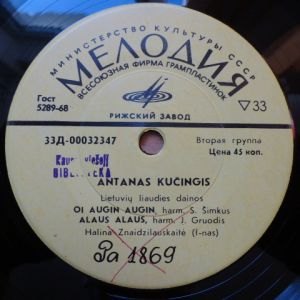 МИНИСТЕРСТВО КУЛЬТУРЫ СССР
МЕЛОДИЯ
ВСЕСОЮЗНАЯ ФИРМА ГРАМПЛАСТИНОК
Гост
5289-68
РИЖСКИЙ ЗАВОД
▽33
33Д-00032347
Вторая группа
Цена 45 коп.
BIBLIOTEKA
ANTANAS KUČINGIS
Lietuvių liaudies dainos
OI AUGIN AUGIN, harm. S. Šimkus
ALAUS ALAUS, harm. J. Gruodis
Halina Znaidzilauskaitė (f-nas)
Pa 1869